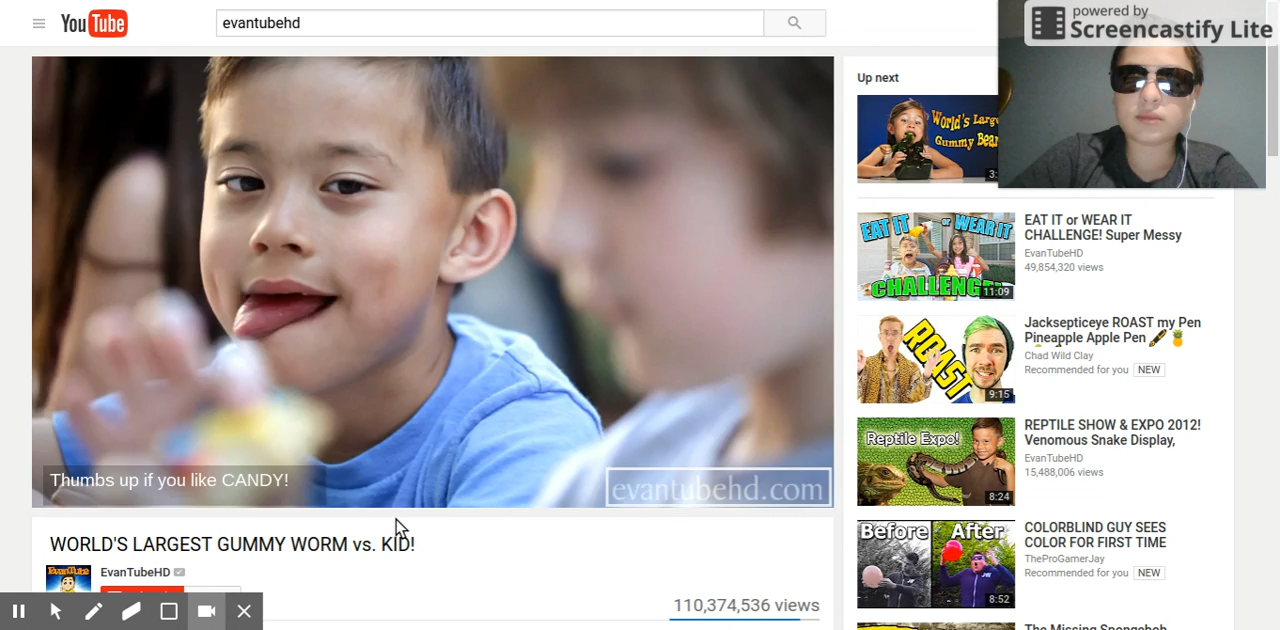 YouTube
evantubehd
powered by
Screencastify Lite
Thumbs up if you like CANDY!
evantubehd.com
WORLD'S LARGEST GUMMY WORM vs. KID!
EvanTubeHD
110,374,536 views
Up next
World's Large
Gummy Bear
3:
EAT IT or WEAR IT
CHALLENGE!
11:09
EAT IT or WEAR IT
CHALLENGE! Super Messy
EvanTubeHD
49,854,320 views
ROAST
9:15
Jacksepticeye ROAST my Pen
Pineapple Apple Pen 🖊🍍
Chad Wild Clay
Recommended for you NEW
Reptile Expo!
8:24
REPTILE SHOW & EXPO 2012!
Venomous Snake Display,
EvanTubeHD
15,488,006 views
Before After
8:52
COLORBLIND GUY SEES
COLOR FOR FIRST TIME
TheProGamerJay
Recommended for you NEW
The Missing Spongebob